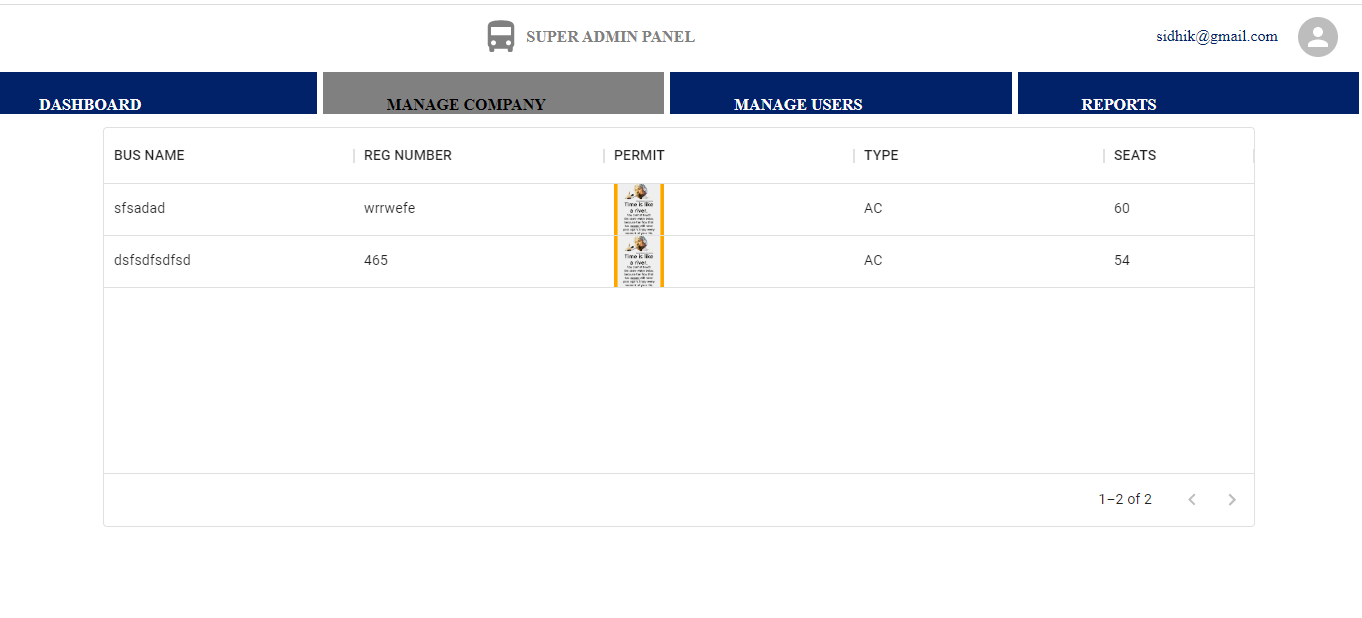 SUPER ADMIN PANEL
sidhik@gmail.com
DASHBOARD
MANAGE COMPANY
MANAGE USERS
REPORTS
BUS NAME
REG NUMBER
PERMIT
TYPE
SEATS
sfsadad
wrrwefe
Time is like
a river.
AC
60
dsfsdfsdfsd
465
Time is like
a river.
AC
54
1–2 of 2